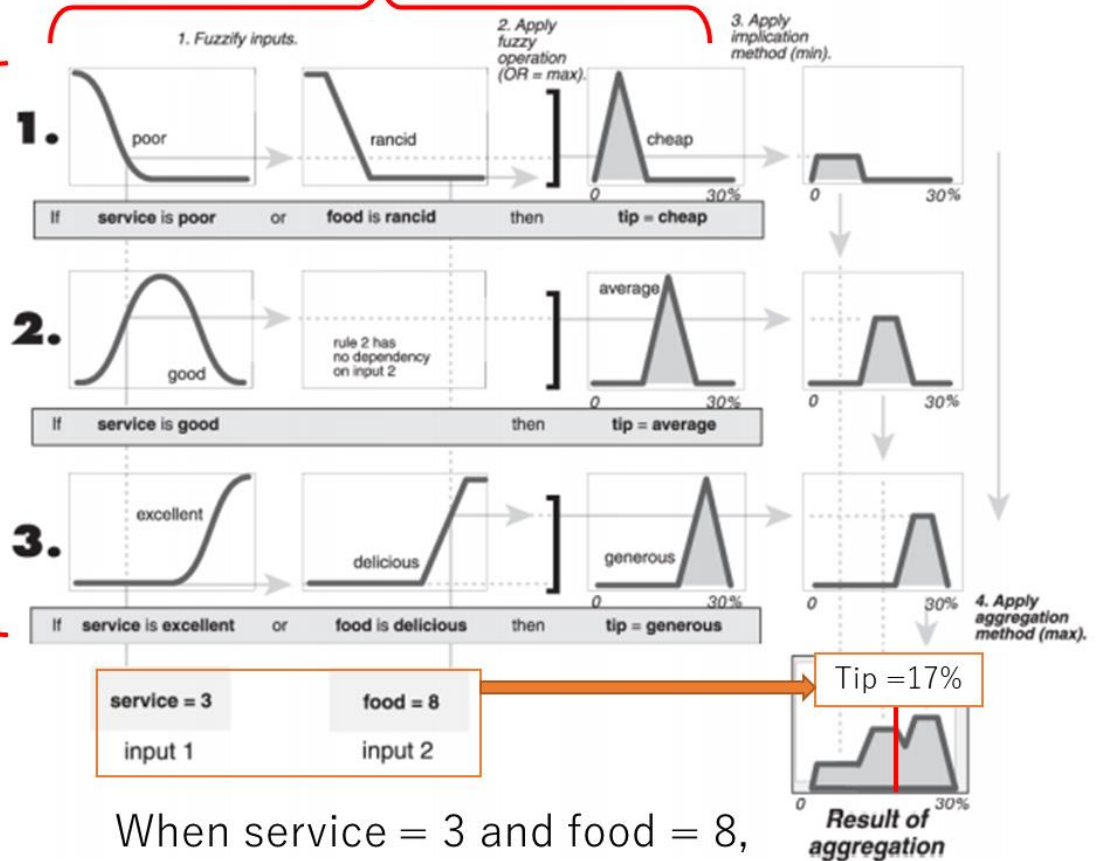 1. Fuzzify inputs.
2. Apply
fuzzy
operation
(OR = max).
3. Apply
implication
method (min).
1.
poor
rancid
cheap
0
30%
0
30%
If service is poor or food is rancid then tip = cheap
2.
good
rule 2 has
no dependency
on input 2
average
0
30%
0
30%
If service is good then tip = average
3.
excellent
delicious
generous
0
30%
0
30%
If service is excellent or food is delicious then tip = generous
4. Apply
aggregation
method (max).
service = 3
input 1
food = 8
input 2
Tip =17%
0
30%
Result of
aggregation
When service = 3 and food = 8,